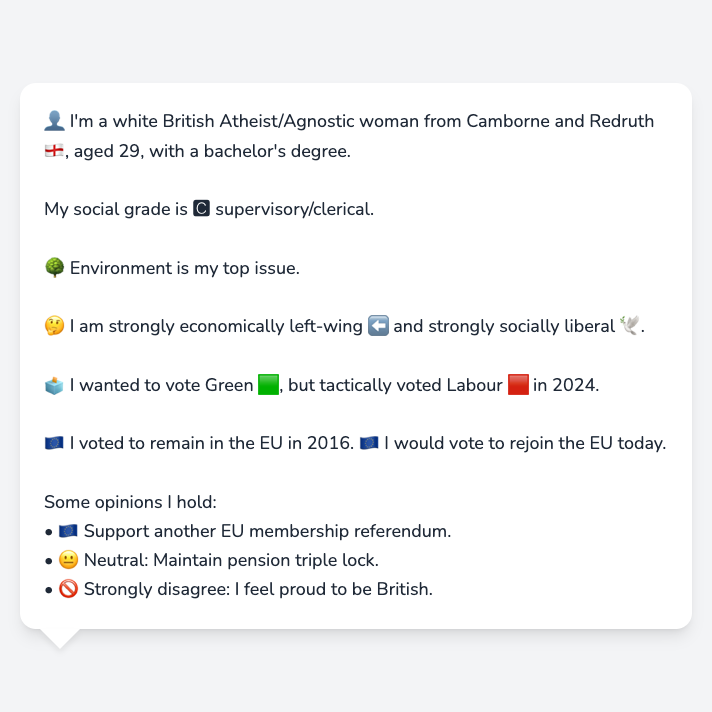 👤 I'm a white British Atheist/Agnostic woman from Camborne and Redruth
🏴󠁧󠁢󠁥󠁮󠁧󠁿, aged 29, with a bachelor's degree.
My social grade is 🅲 supervisory/clerical.
🌳 Environment is my top issue.
🤔 I am strongly economically left-wing ⬅️ and strongly socially liberal 🕊️.
🗳️ I wanted to vote Green 🟩, but tactically voted Labour 🟥 in 2024.
🇪🇺 I voted to remain in the EU in 2016. 🇪🇺 I would vote to rejoin the EU today.
Some opinions I hold:
• 🇪🇺 Support another EU membership referendum.
• 😐 Neutral: Maintain pension triple lock.
• 🚫 Strongly disagree: I feel proud to be British.